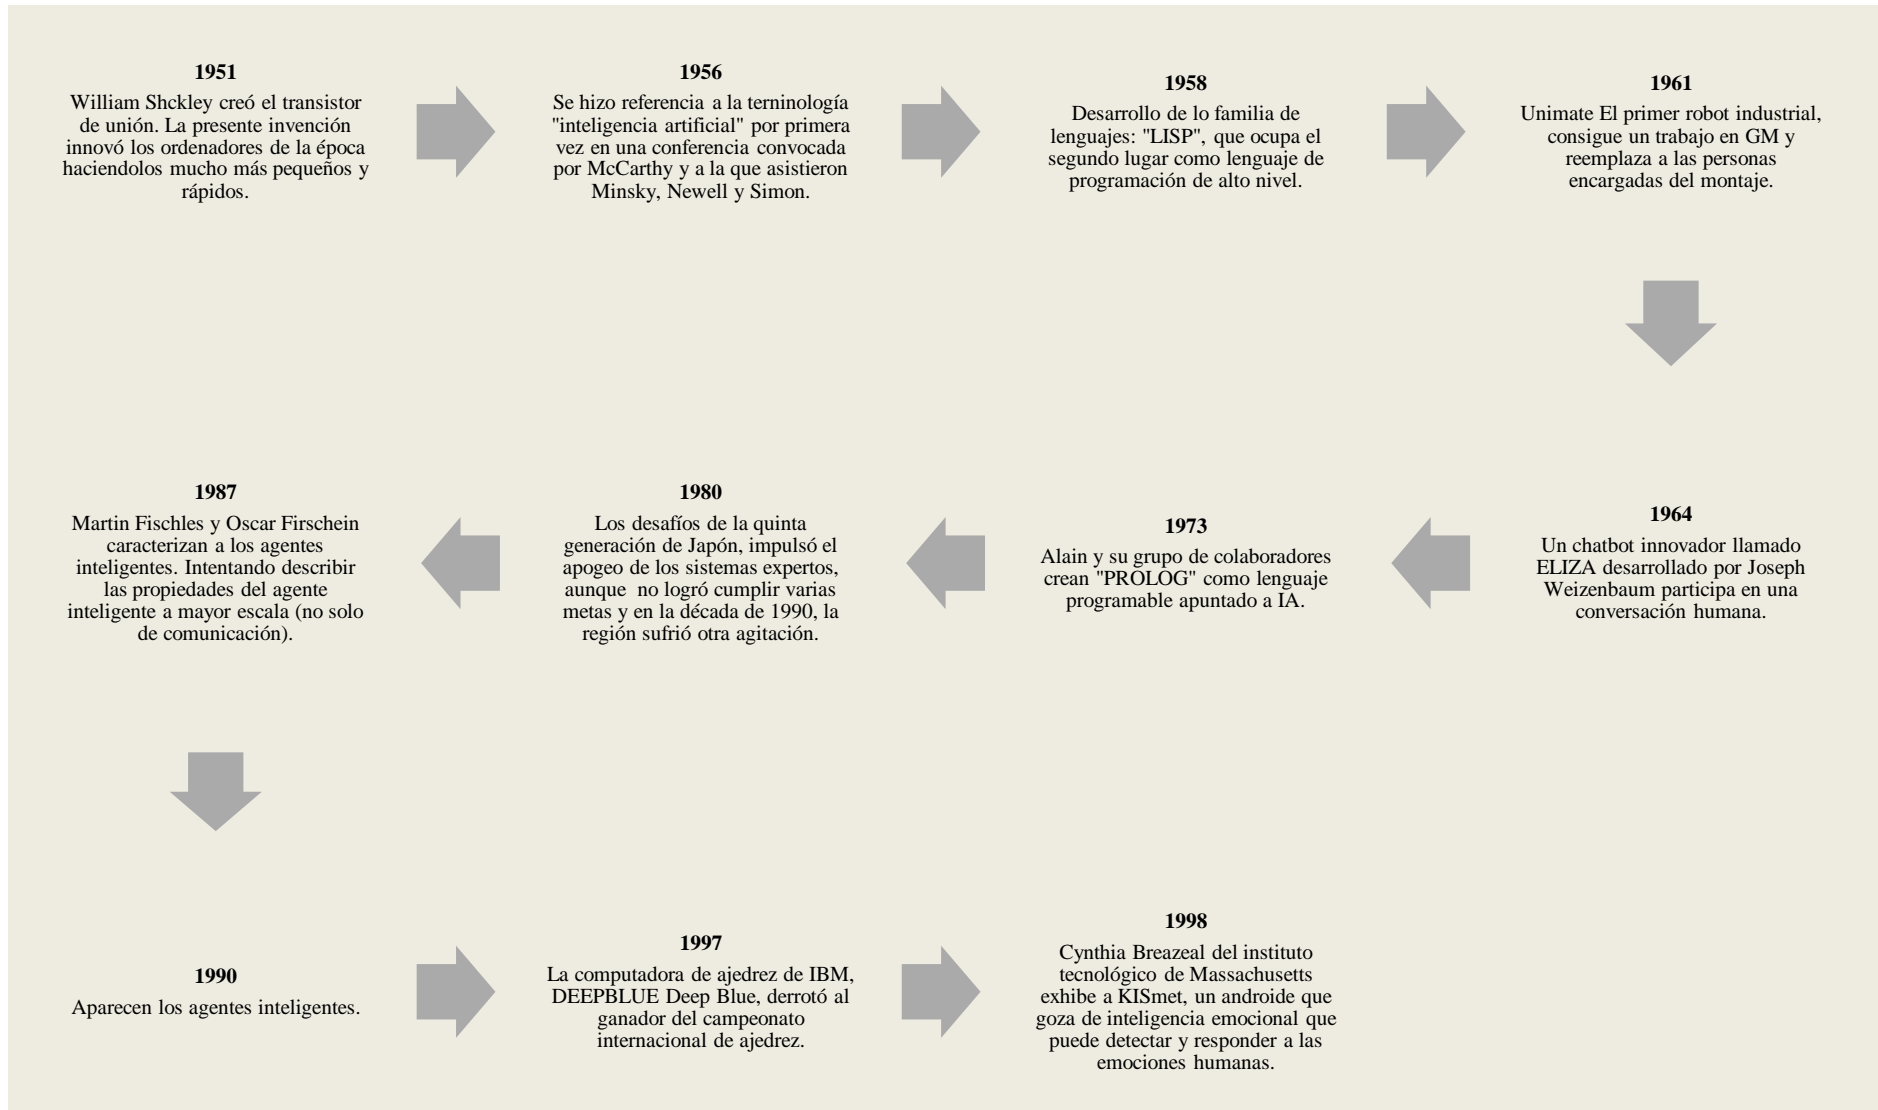 1951
William Shckley creó el transistor
de unión. La presente invención
innovó los ordenadores de la época
haciendolos mucho más pequeños y
rápidos.
1956
Se hizo referencia a la terninología
"inteligencia artificial" por primera
vez en una conferencia convocada
por McCarthy y a la que asistieron
Minsky, Newell y Simon.
1958
Desarrollo de lo familia de
lenguajes: "LISP", que ocupa el
segundo lugar como lenguaje de
programación de alto nivel.
1961
Unimate El primer robot industrial,
consigue un trabajo en GM y
reemplaza a las personas
encargadas del montaje.
1964
Un chatbot innovador llamado
ELIZA desarrollado por Joseph
Weizenbaum participa en una
conversación humana.
1973
Alain y su grupo de colaboradores
crean "PROLOG" como lenguaje
programable apuntado a IA.
1980
Los desafíos de la quinta
generación de Japón, impulsó el
apogeo de los sistemas expertos,
aunque no logró cumplir varias
metas y en la década de 1990, la
región sufrió otra agitación.
1987
Martin Fischles y Oscar Firschein
caracterizan a los agentes
inteligentes. Intentando describir
las propiedades del agente
inteligente a mayor escala (no solo
de comunicación).
1990
Aparecen los agentes inteligentes.
1997
La computadora de ajedrez de IBM,
DEEPBLUE Deep Blue, derrotó al
ganador del campeonato
internacional de ajedrez.
1998
Cynthia Breazeal del instituto
tecnológico de Massachusetts
exhibe a KISmet, un androide que
goza de inteligencia emocional que
puede detectar y responder a las
emociones humanas.